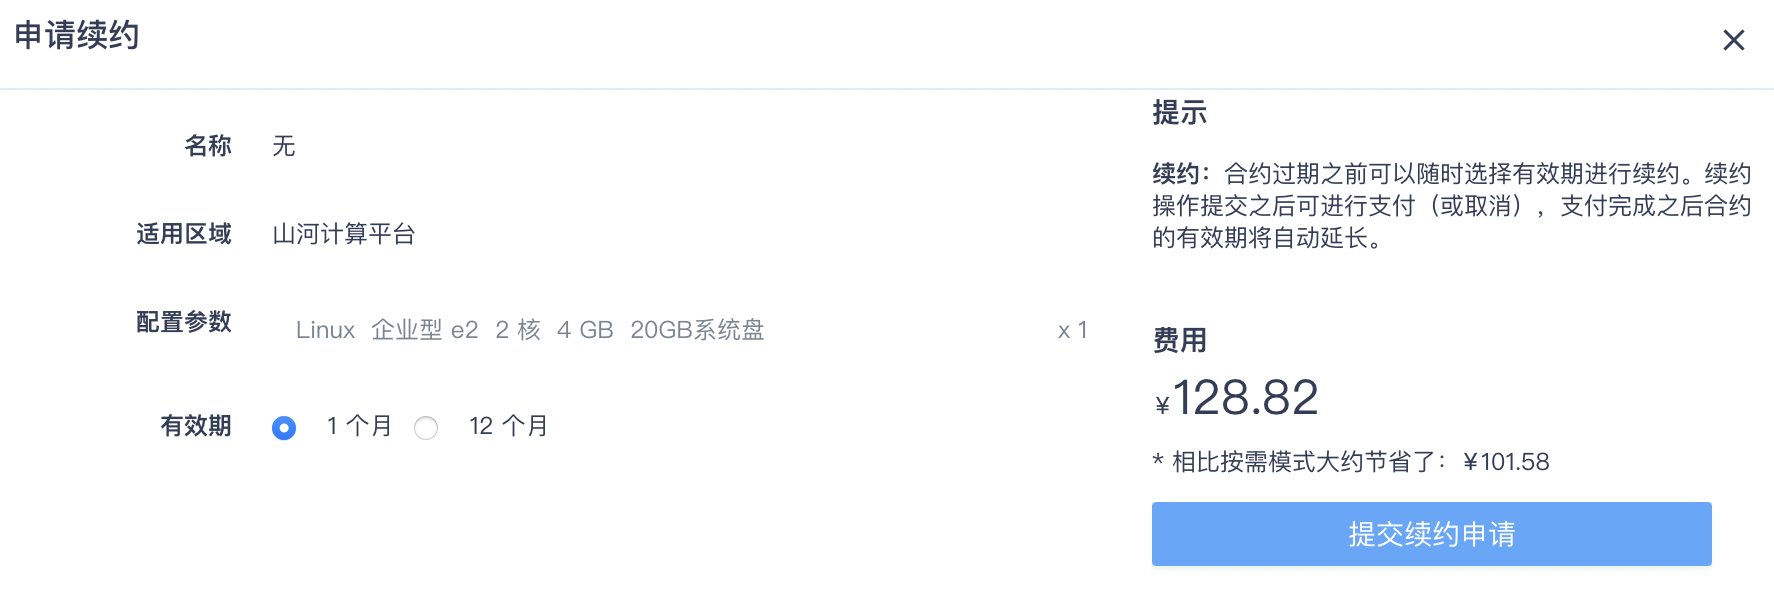 申请续约
名称 无
适用区域 山河计算平台
配置参数 Linux 企业型 e2 2 核 4 GB 20GB系统盘 x 1
有效期 1 个月 12 个月
提示
续约：合约过期之前可以随时选择有效期进行续约。续约
操作提交之后可进行支付（或取消），支付完成之后合约
的有效期将自动延长。
费用
¥128.82
* 相比按需模式大约节省了：¥101.58
提交续约申请